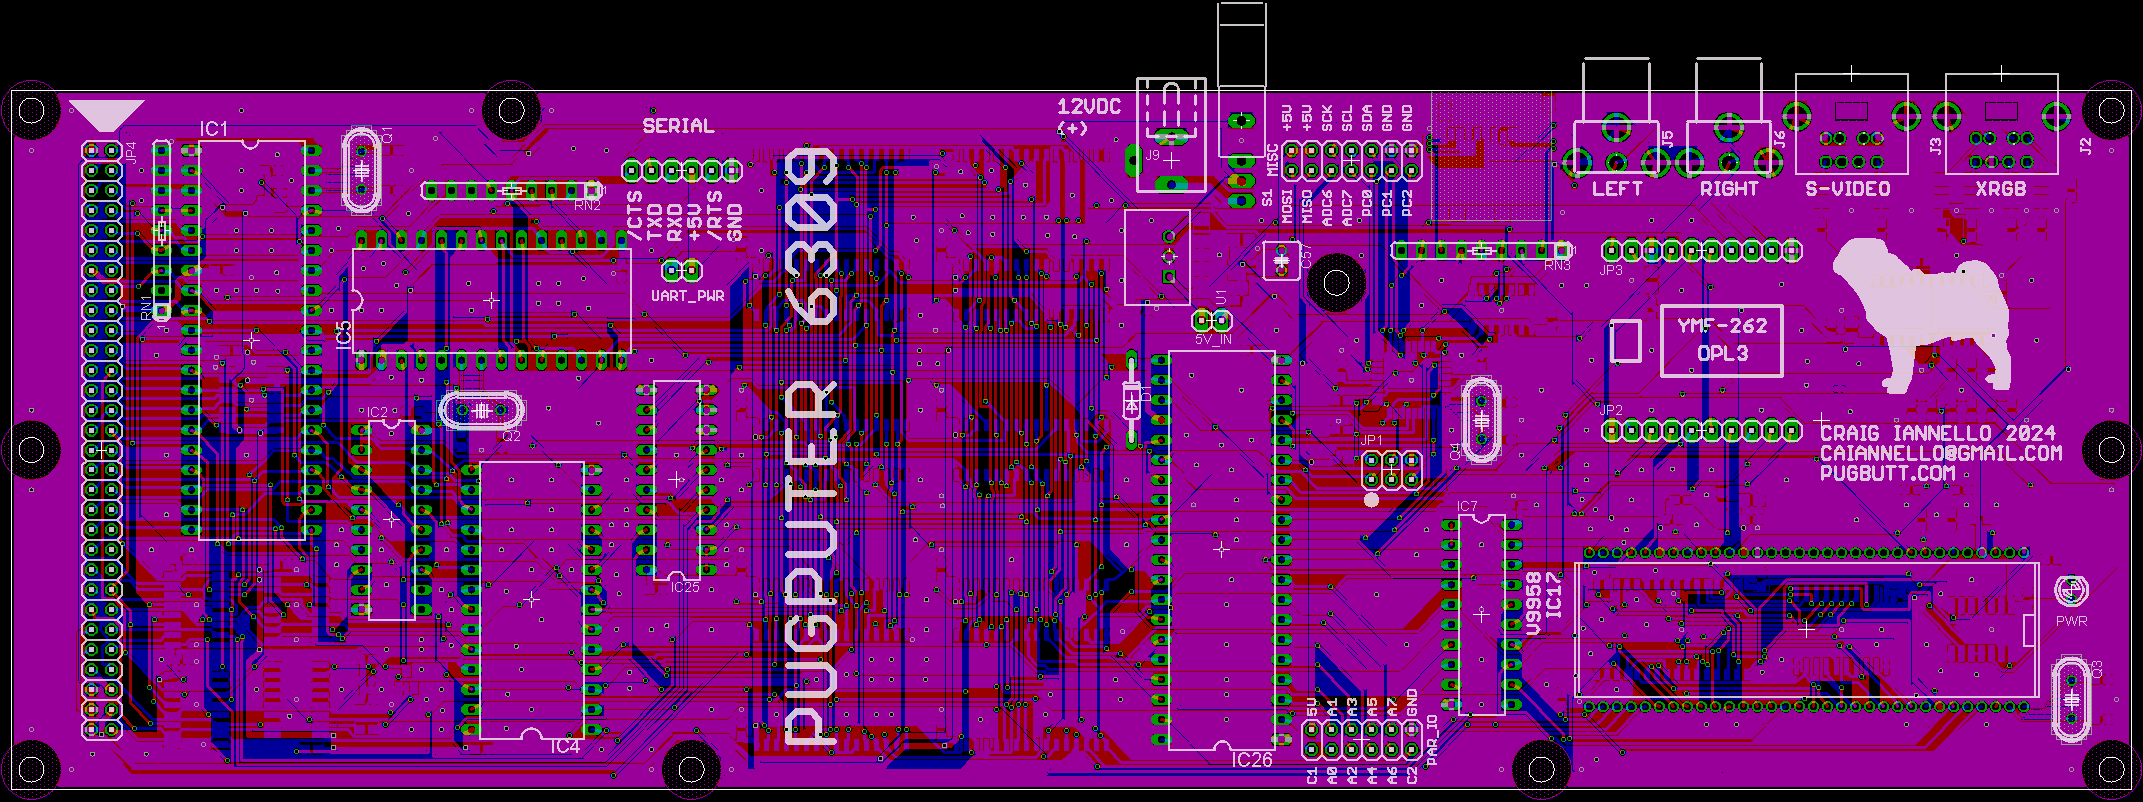 IC1
JP4
Q1
SERIAL
/CTS
TXD
RXD
+5V
/RTS
GND
RN2
UART_PWR
RN1
IC5
IC2
Q2
IC25
IC4
PUGPUTER 6309
12VDC
(+)
J9
S1
MISC
+5V
+5V
SCK
SCL
SDA
GND
GND
MOSI
MISO
ADC6
ADC7
PC0
PC1
PC2
C57
U1
5V_IN
D1
IC26
RN3
JP1
Q4
IC7
5V
A1
A3
A5
A7
GND
C1
A0
A2
A4
A6
C2
PAR_IO
J5
J6
J3
J2
LEFT
RIGHT
S-VIDEO
XRGB
JP3
YMF-262
OPL3
JP2
CRAIG IANNELLO 2024
CAIANNELLO@GMAIL.COM
PUGBUTT.COM
V9958
IC17
PWR
Q3